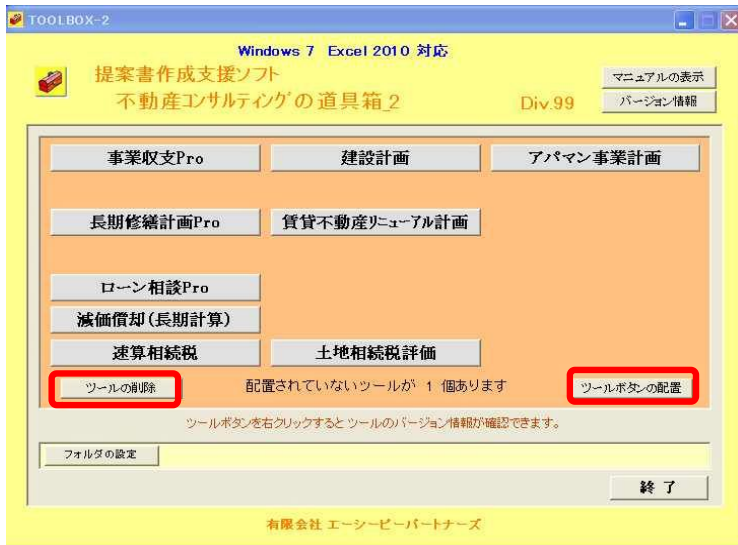 TOOLBOX-2
Windows 7 Excel 2010 対応
提案書作成支援ソフト
不動産コンサルティングの道具箱_2
Div.99
マニュアルの表示
バージョン情報
事業収支Pro 建設計画 アパマン事業計画
長期修繕計画Pro 賃貸不動産リニューアル計画
ローン相談Pro
減価償却(長期計算)
速算相続税 土地相続税評価
ツールの削除 配置されていないツールが 1 個あります ツールボタンの配置
ツールボタンを右クリックするとツールのバージョン情報が確認できます。
フォルダの設定
終 了
有限会社 エーシーピーパートナーズ